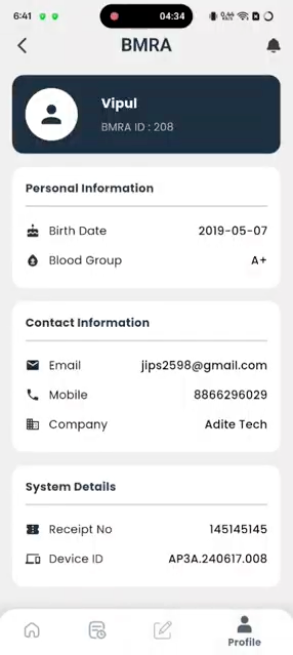 6:41
04:34
BMRA
Vipul
BMRA ID : 208
Personal Information
Birth Date 2019-05-07
Blood Group A+
Contact Information
Email jips2598@gmail.com
Mobile 8866296029
Company Adite Tech
System Details
Receipt No 145145145
Device ID AP3A.240617.008
Profile